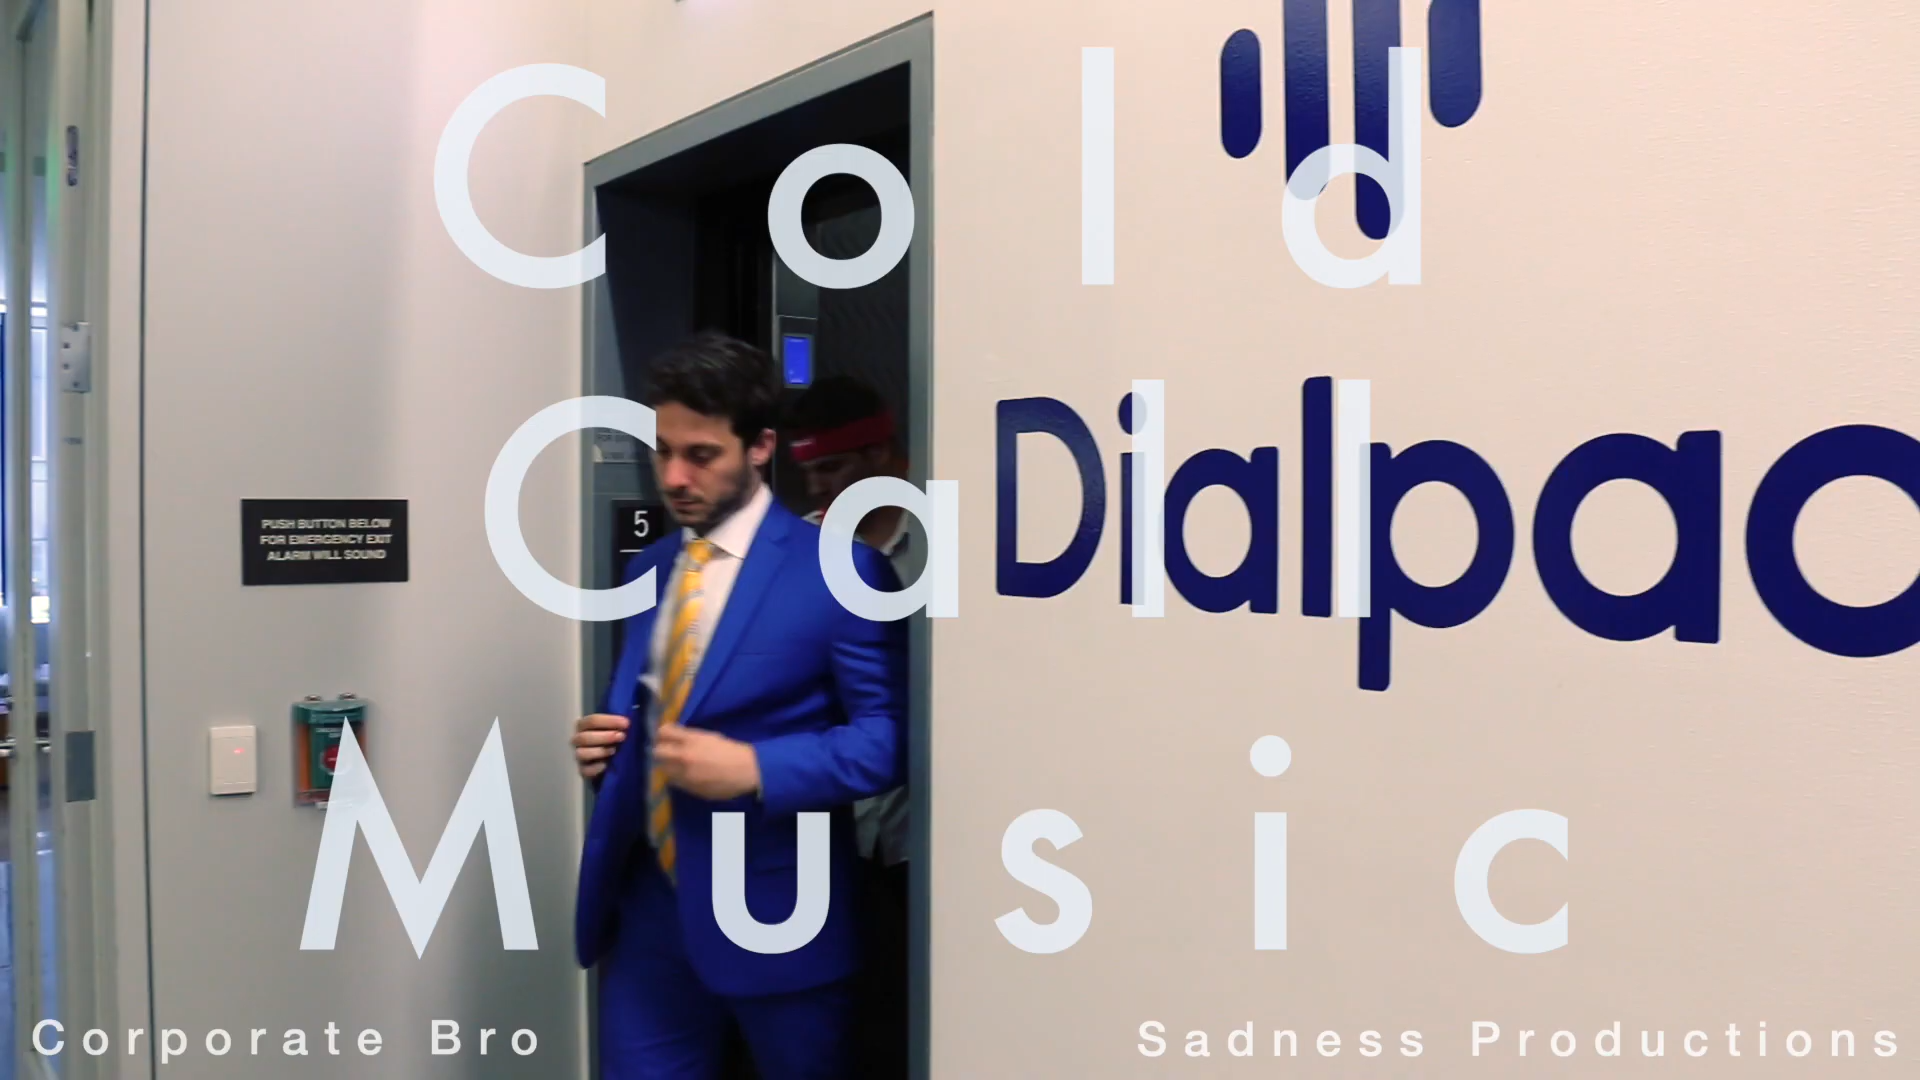 Cold
Call
Music
Dialpad
5
PUSH BUTTON BELOW
FOR EMERGENCY EXIT
ALARM WILL SOUND
Corporate Bro
Sadness Productions